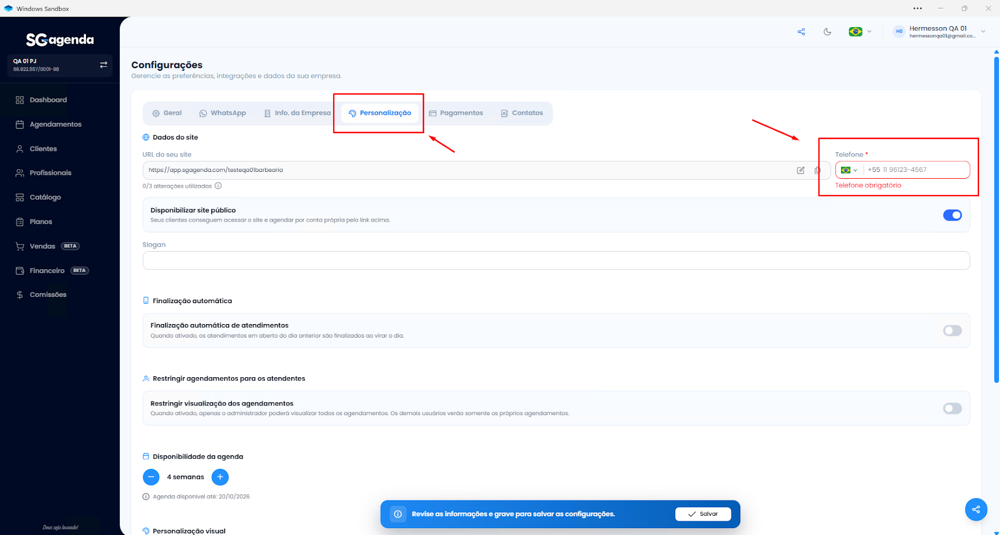 Windows Sandbox
SGagenda
QA 01 PJ
66.922.557/0001-98
Dashboard
Agendamentos
Clientes
Profissionais
Catálogo
Planos
Vendas BETA
Financeiro BETA
Comissões
Deus seja louvado!
HO
Hermesson QA 01
hermessonqa01@gmail.co...
Configurações
Gerencie as preferências, integrações e dados da sua empresa.
Geral WhatsApp Info. da Empresa Personalização Pagamentos Contatos
Dados do site
URL do seu site
https://app.sgagenda.com/testeqa01barbearia
0/3 alterações utilizadas
Telefone *
+55 11 96123-4567
Telefone obrigatório
Disponibilizar site público
Seus clientes conseguem acessar o site e agendar por conta própria pelo link acima.
Slogan
Finalização automática
Finalização automática de atendimentos
Quando ativado, os atendimentos em aberto do dia anterior são finalizados ao virar o dia.
Restringir agendamentos para os atendentes
Restringir visualização dos agendamentos
Quando ativado, apenas o administrador poderá visualizar todos os agendamentos. Os demais usuários verão somente os próprios agendamentos.
Disponibilidade da agenda
4 semanas
Agenda disponível até: 20/10/2026
Revise as informações e grave para salvar as configurações.
Salvar
Personalização visual